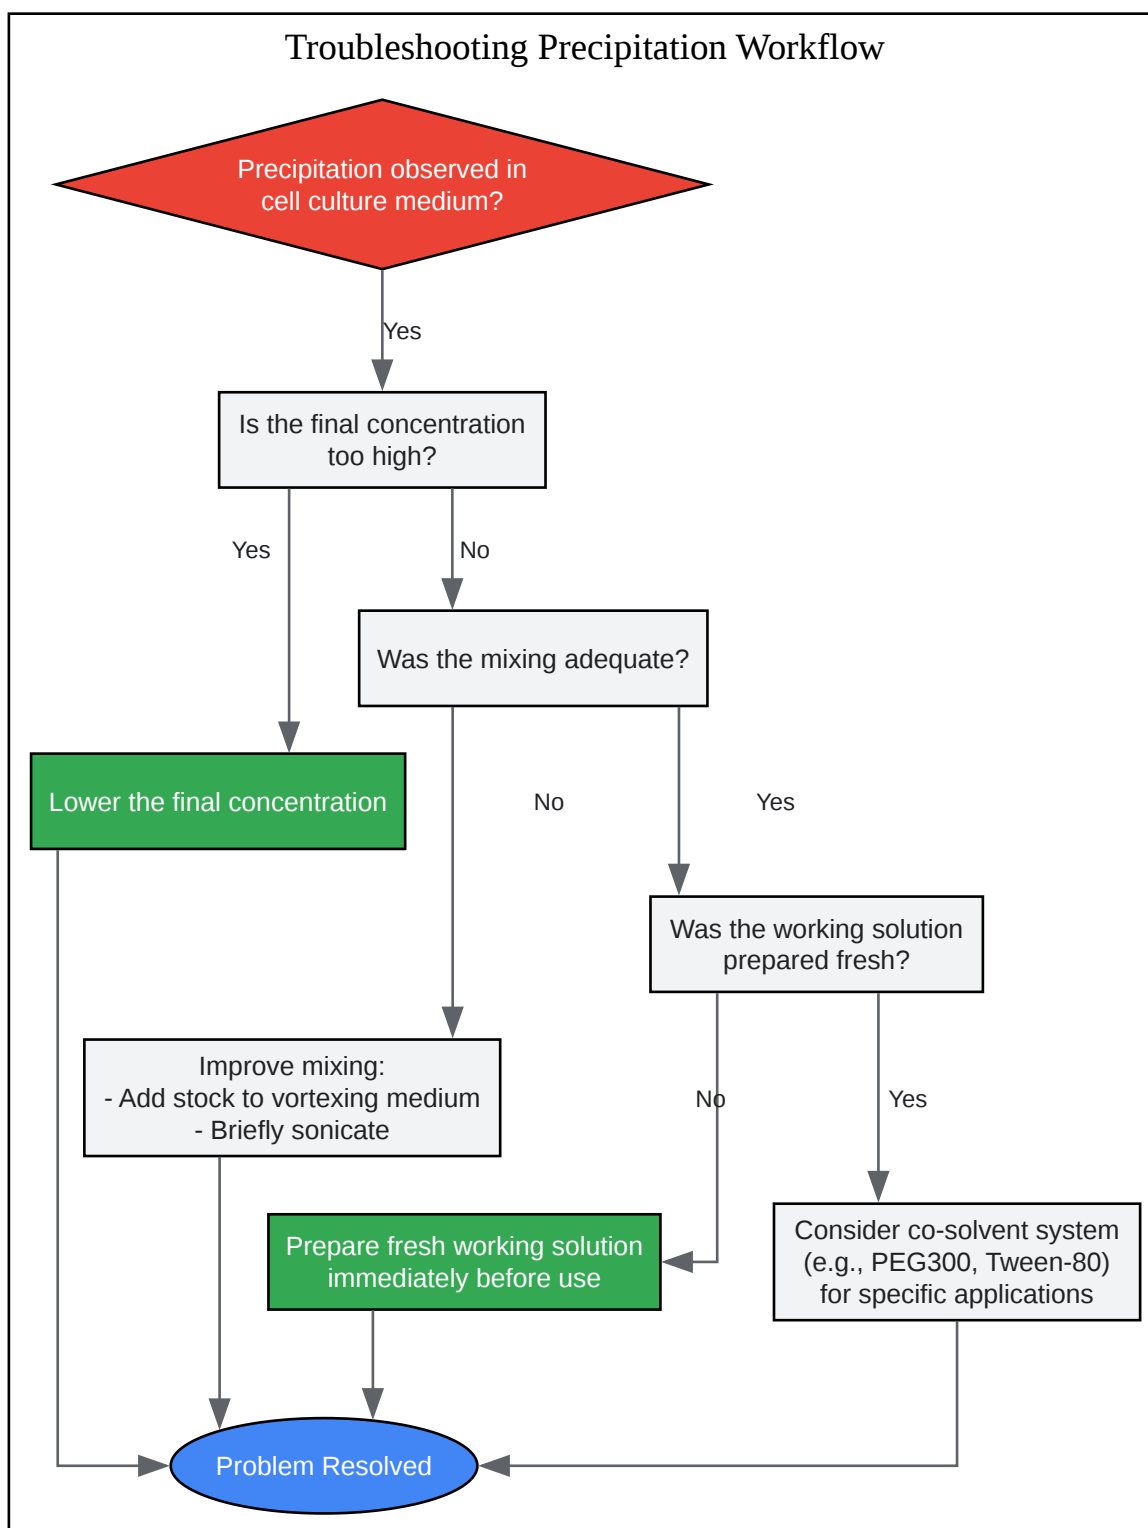 Troubleshooting Precipitation Workflow
Precipitation observed in
cell culture medium?
Yes
Is the final concentration
too high?
Yes
No
Was the mixing adequate?
Lower the final concentration
No
Yes
Was the working solution
prepared fresh?
Improve mixing:
- Add stock to vortexing medium
- Briefly sonicate
No
Yes
Prepare fresh working solution
immediately before use
Consider co-solvent system
(e.g., PEG300, Tween-80)
for specific applications
Problem Resolved